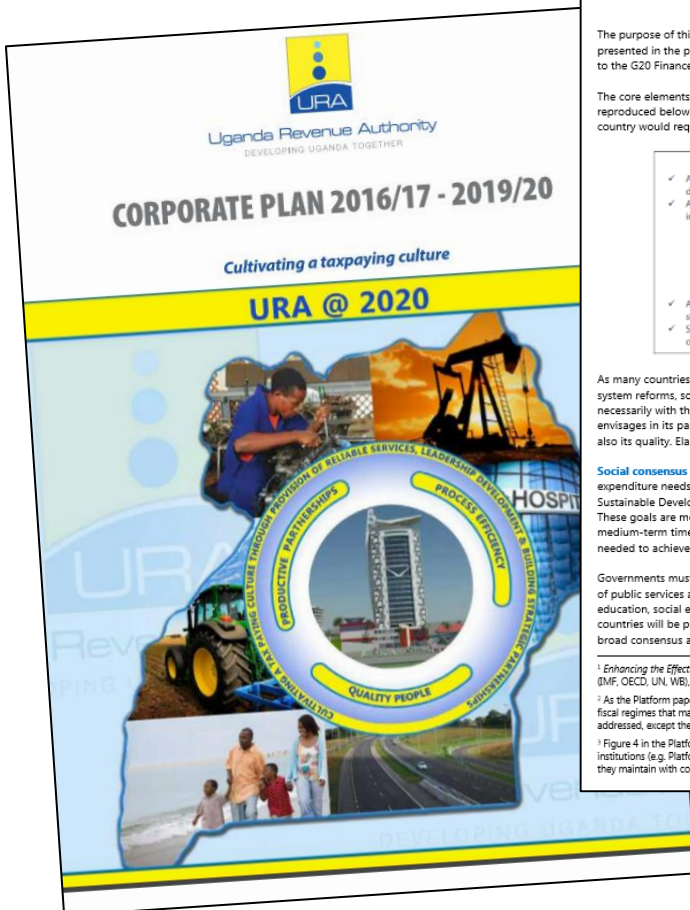 URA
Uganda Revenue Authority
DEVELOPING UGANDA TOGETHER
CORPORATE PLAN 2016/17 - 2019/20
Cultivating a taxpaying culture
URA @ 2020
CULTIVATING A TAX PAYING CULTURE THROUGH PROVISION OF RELIABLE SERVICES, LEADERSHIP DEVELOPMENT & BUILDING STRATEGIC PARTNERSHIPS
PRODUCTIVE PARTNERSHIPS
PROCESS EFFICIENCY
QUALITY PEOPLE
HOSPIT
DEVELOPING UGANDA TOG
The purpose of thi
presented in the p
to the G20 Finance
The core elements
reproduced below
country would req
✓ A
d
✓ A
i
✓ A
s
✓ S
o
As many countries
system reforms, so
necessarily with th
envisages in its pa
also its quality. Ela
Social consensus
expenditure needs
Sustainable Develo
These goals are m
medium-term time
needed to achieve
Governments mus
of public services a
education, social e
countries will be p
broad consensus a
1 Enhancing the Effect
(IMF, OECD, UN, WB),
2 As the Platform pape
fiscal regimes that ma
addressed, except the
3 Figure 4 in the Platfo
institutions (e.g. Platfo
they maintain with co